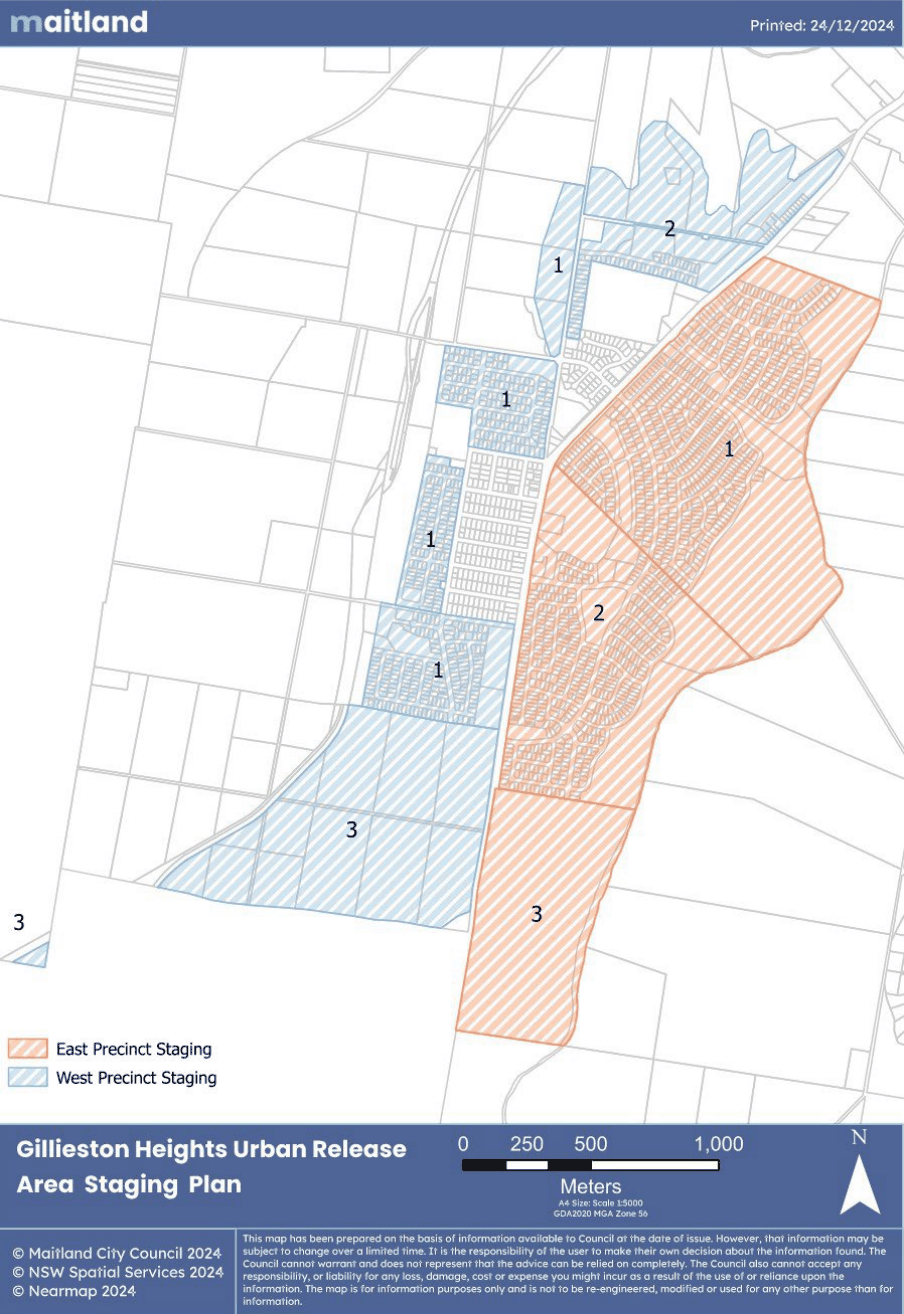 maitland
Printed: 24/12/2024
2
1
1
1
1
2
1
3
3
3
East Precinct Staging
West Precinct Staging
Gillieston Heights Urban Release
Area Staging Plan
0 250 500 1,000
Meters
A4 Size: Scale 1:5000
GDA2020 MGA Zone 56
N
© Maitland City Council 2024
© NSW Spatial Services 2024
© Nearmap 2024
This map has been prepared on the basis of information available to Council at the date of issue. However, that information may be
subject to change over a limited time. It is the responsibility of the user to make their own decision about the information found. The
Council cannot warrant and does not represent that the advice can be relied on completely. The Council also cannot accept any
responsibility, or liability for any loss, damage, cost or expense you might incur as a result of the use of or reliance upon the
information. The map is for information purposes only and is not to be re-engineered, modified or used for any other purpose than for
information.